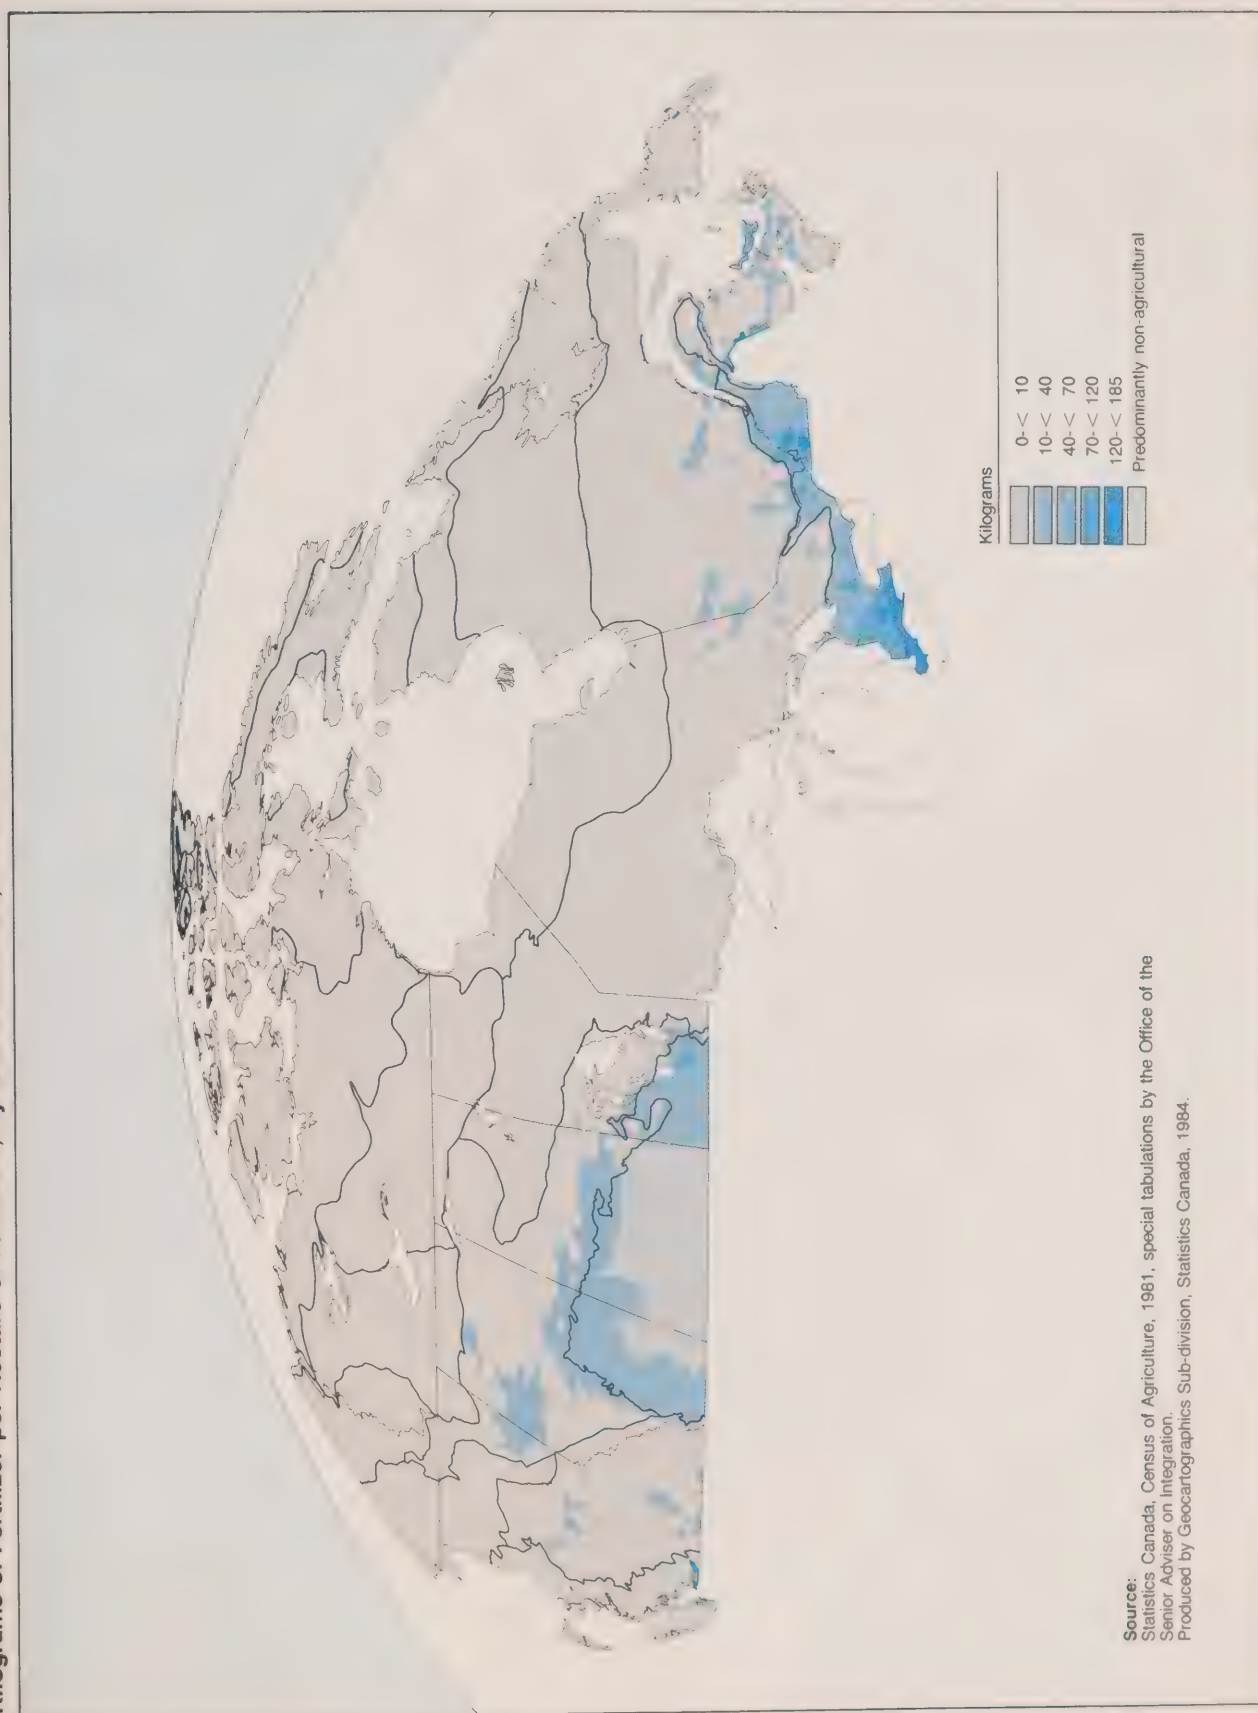 Kilograms
0-< 10
10-< 40
40-< 70
70-< 120
120-< 185
Predominantly non-agricultural
Source:
Statistics Canada, Census of Agriculture, 1981, special tabulations by the Office of the
Senior Adviser on Integration.
Produced by Geocartographics Sub-division, Statistics Canada, 1984.